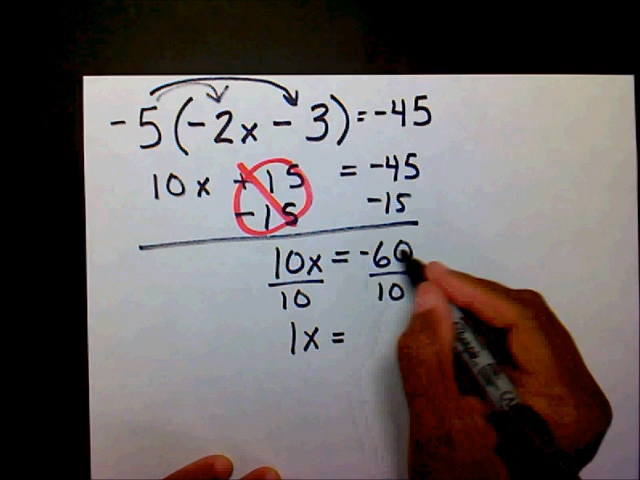 -5(-2x - 3) = -45
10x + 15 = -45
-15 -15
10x = -60
10 10
1x =